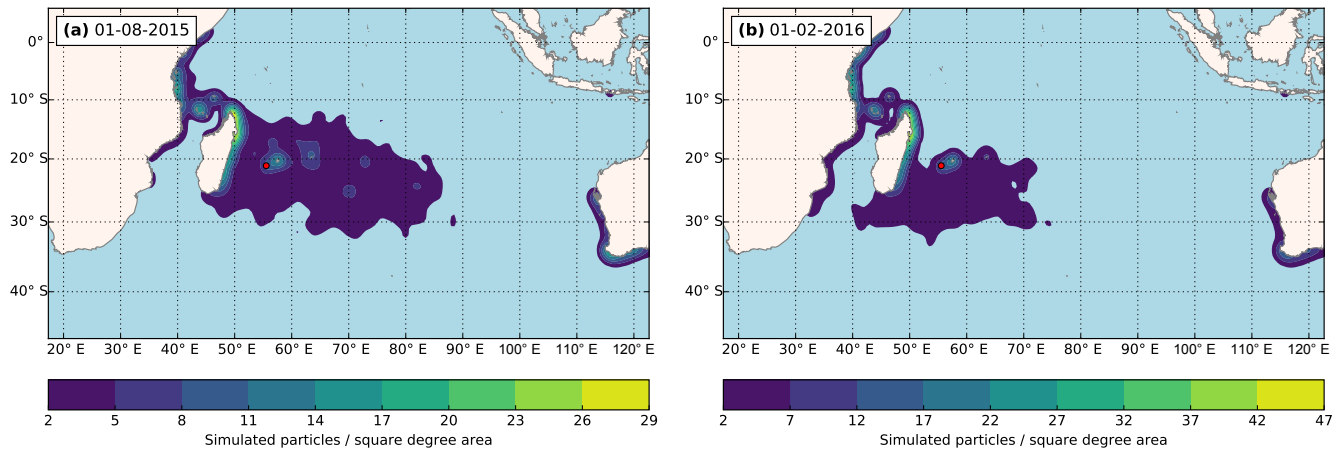 (a) 01-08-2015
0°
10° S
20° S
30° S
40° S
20° E 30° E 40° E 50° E 60° E 70° E 80° E 90° E 100° E 110° E 120° E
2 5 8 11 14 17 20 23 26 29
Simulated particles / square degree area
(b) 01-02-2016
0°
10° S
20° S
30° S
40° S
20° E 30° E 40° E 50° E 60° E 70° E 80° E 90° E 100° E 110° E 120° E
2 7 12 17 22 27 32 37 42 47
Simulated particles / square degree area